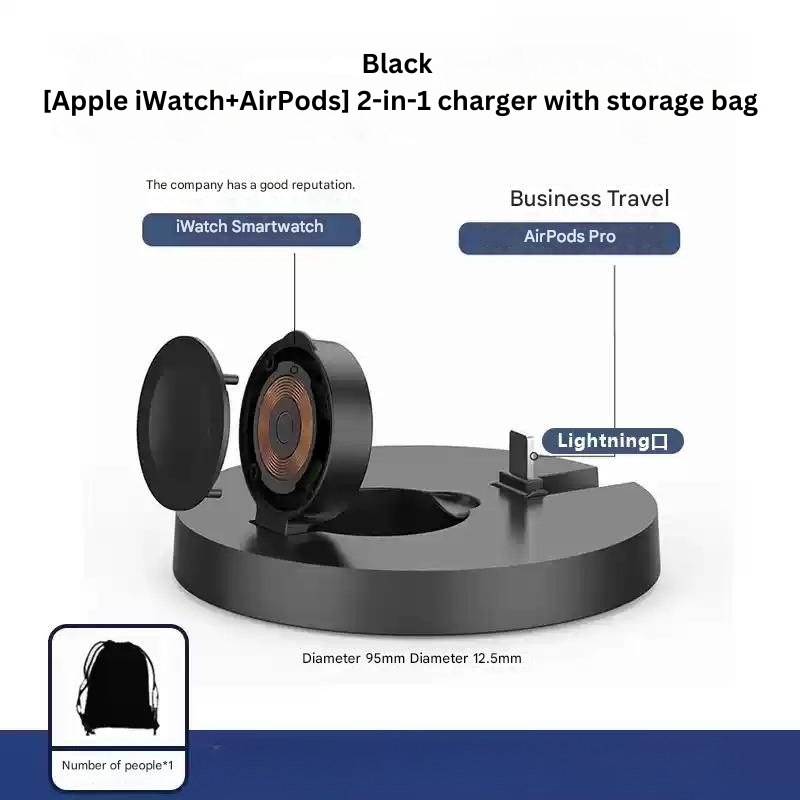 Black
[Apple iWatch+AirPods] 2-in-1 charger with storage bag
The company has a good reputation.
iWatch Smartwatch
Business Travel
AirPods Pro
Lightning口
Diameter 95mm Diameter 12.5mm
Number of people*1